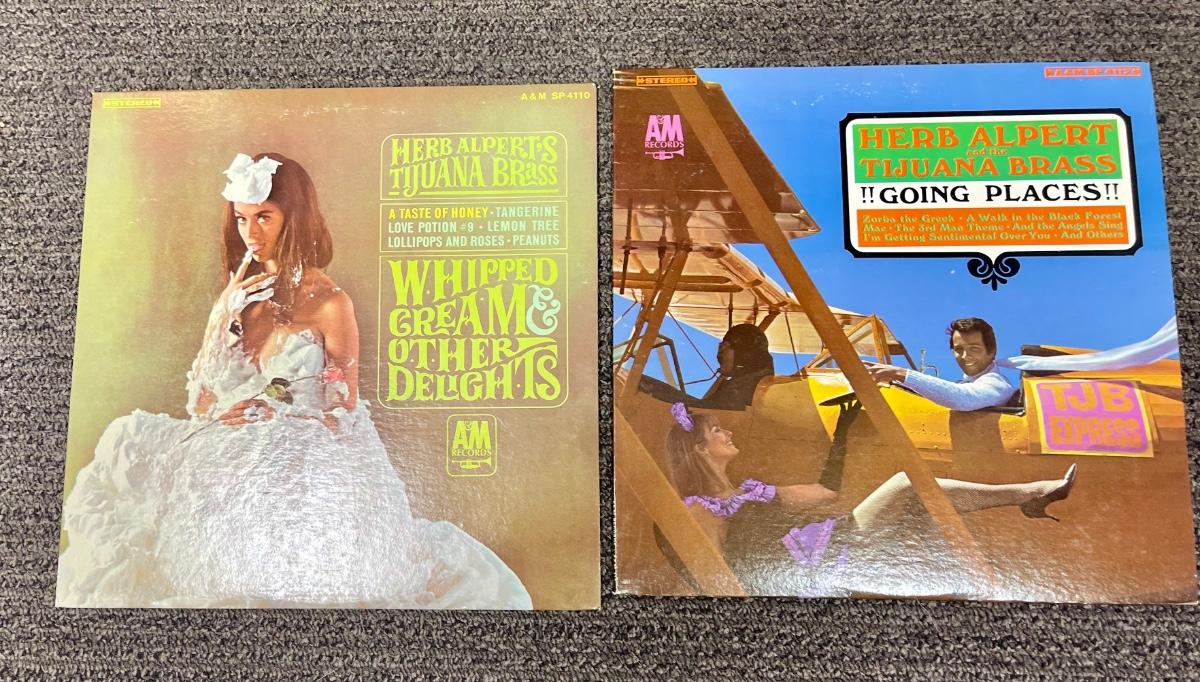 STEREO
A&M SP 4110
HERB ALPERT'S
TIJUANA BRASS
A TASTE OF HONEY • TANGERINE
LOVE POTION #9 • LEMON TREE
LOLLIPOPS AND ROSES • PEANUTS
WHIPPED
CREAM &
OTHER
DELIGHTS
A&M
RECORDS
STEREO
A&M SP 4112
A&M
RECORDS
HERB ALPERT
and the
TIJUANA BRASS
!!GOING PLACES!!
Zorba the Greek • A Walk in the Black Forest
Mae • The 3rd Man Theme • And the Angels Sing
I'm Getting Sentimental Over You • And Others
TJB
EXPRESS